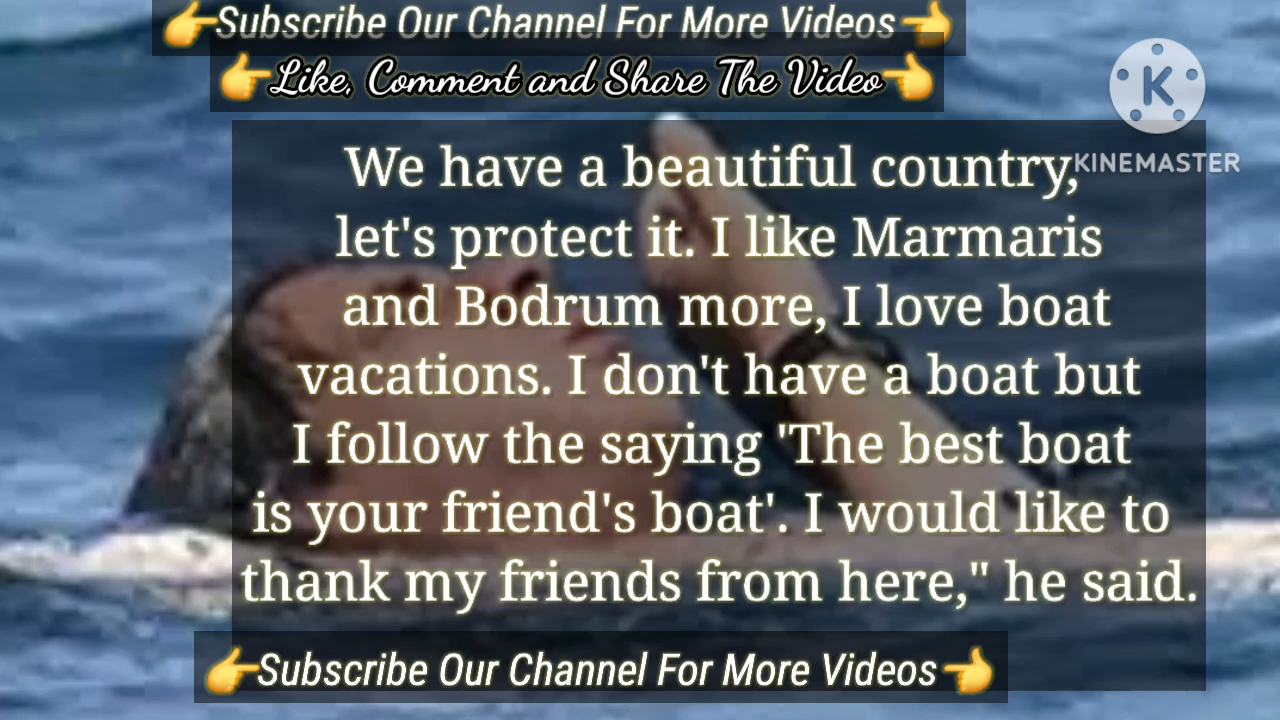 👉Subscribe Our Channel For More Videos👈
👉Like, Comment and Share The Video👈
K
KINEMASTER
We have a beautiful country,
let's protect it. I like Marmaris
and Bodrum more, I love boat
vacations. I don't have a boat but
I follow the saying 'The best boat
is your friend's boat'. I would like to
thank my friends from here," he said.
👉Subscribe Our Channel For More Videos👈